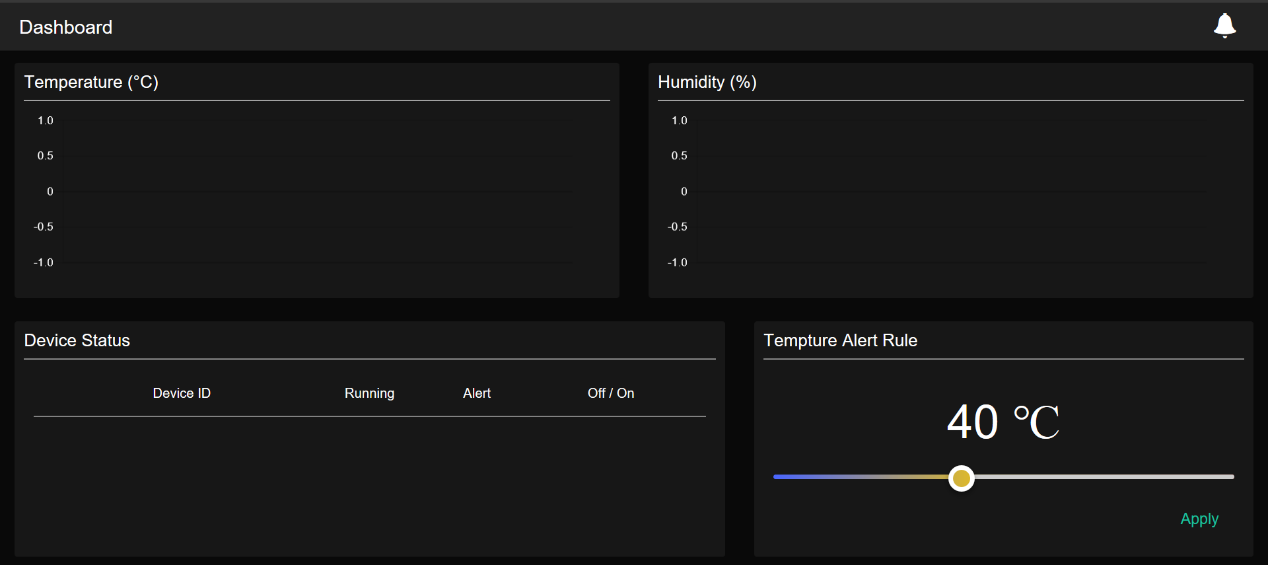 Dashboard
Temperature (°C)
1.0
0.5
0
-0.5
-1.0
Humidity (%)
1.0
0.5
0
-0.5
-1.0
Device Status
Device ID Running Alert Off / On
Tempture Alert Rule
40 ℃
Apply